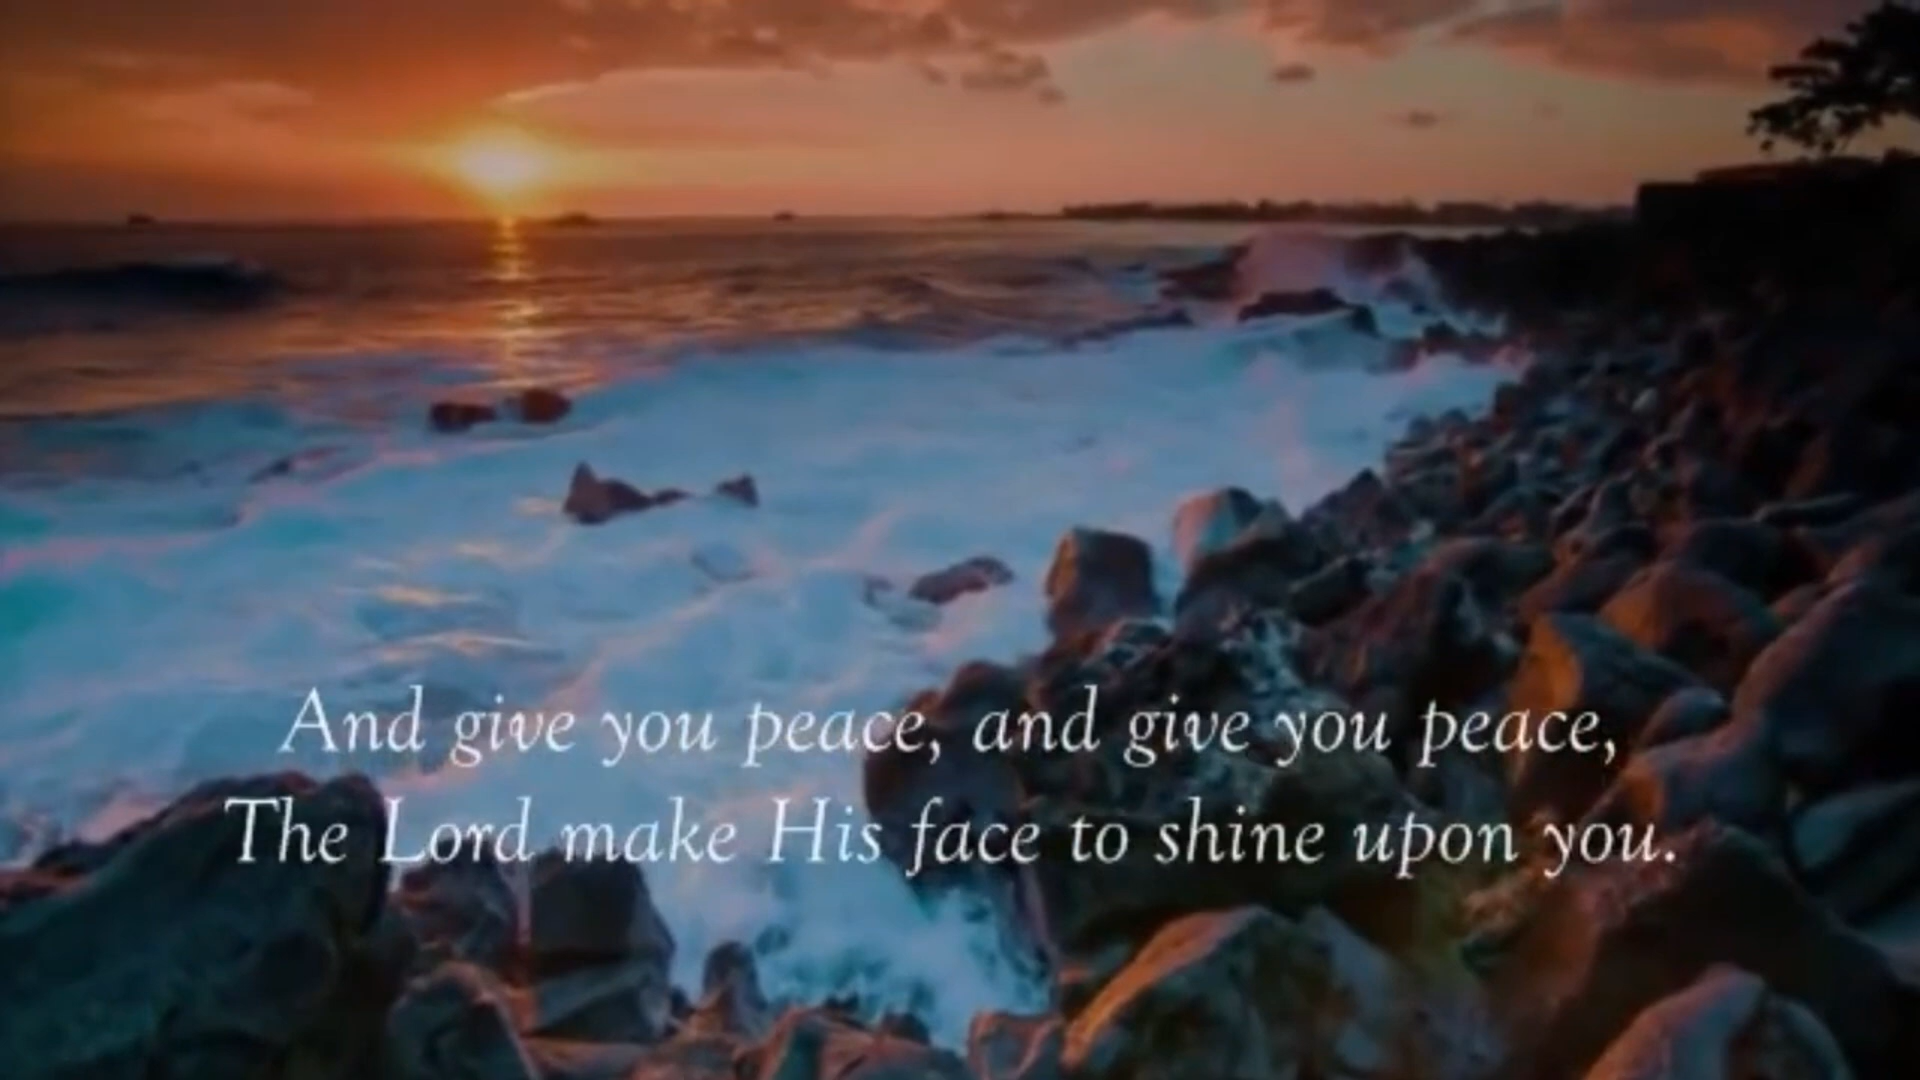 And give you peace, and give you peace,
The Lord make His face to shine upon you.